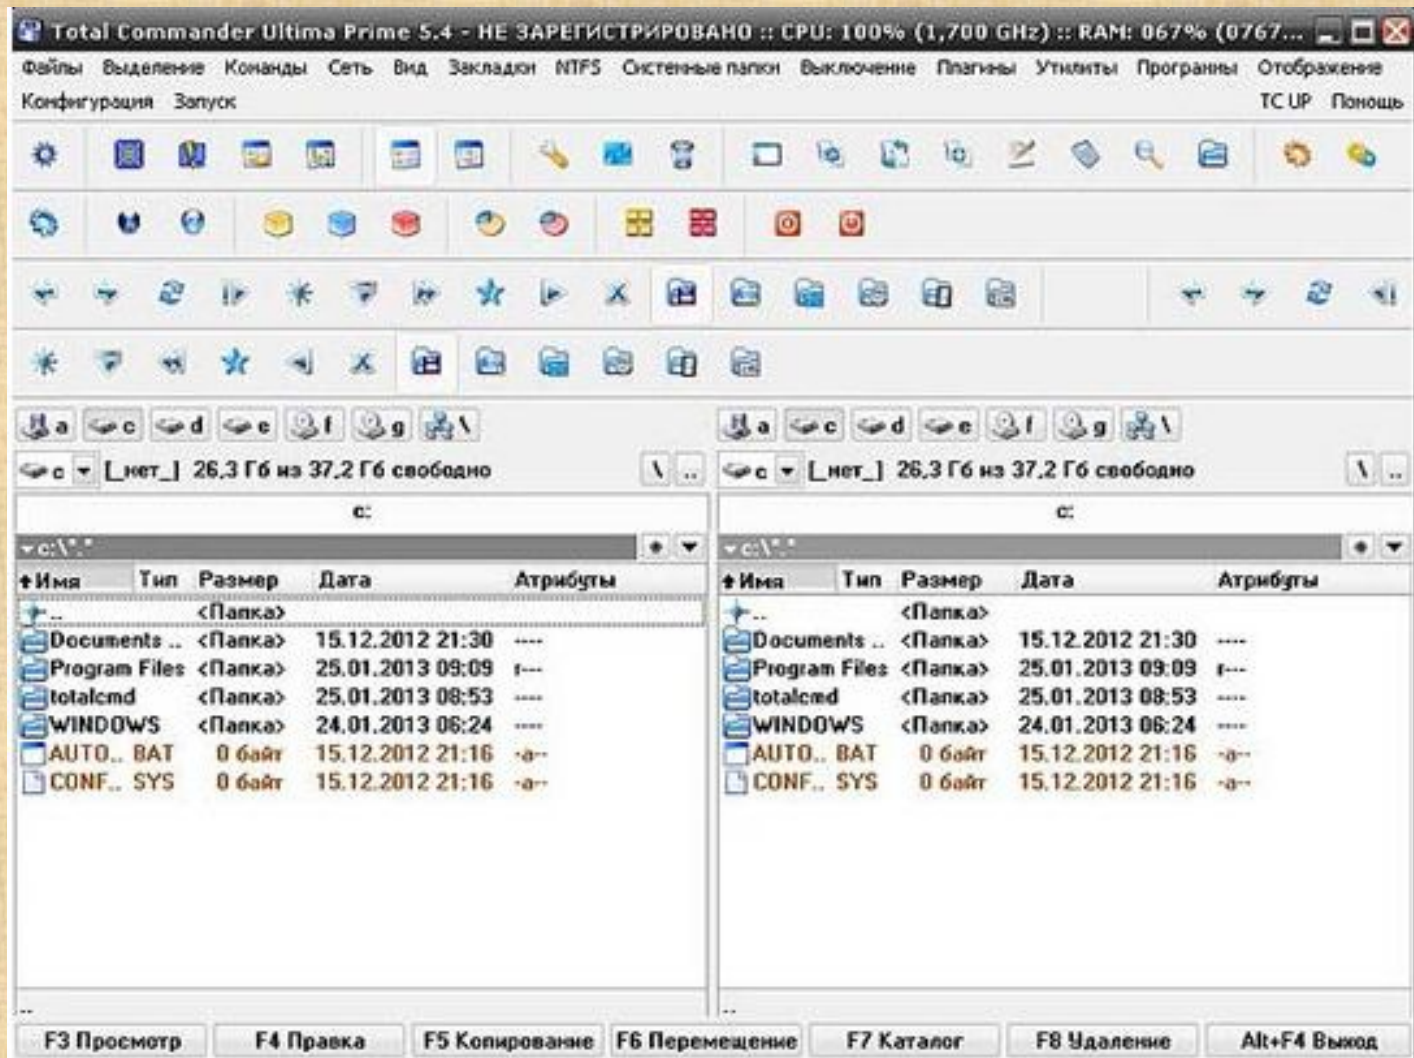 Total Commander Ultima Prime 5.4 - НЕ ЗАРЕГИСТРИРОВАНО :: CPU: 100% (1,700 GHz) :: RAM: 067% (0767...
Файлы Выделение Команды Сеть Вид Закладки NTFS Системные папки Выключение Плагины Утилиты Программы Отображение
Конфигурация Запуск TC UP Помощь
a c d e f g \ a c d e f g \
c [_нет_] 26,3 Гб из 37,2 Гб свободно \ .. c [_нет_] 26,3 Гб из 37,2 Гб свободно \ ..
c: c:
c:\*.* * c:\*.* *
Имя Тип Размер Дата Атрибуты Имя Тип Размер Дата Атрибуты
.. <Папка> .. <Папка>
Documents .. <Папка> 15.12.2012 21:30 ---- Documents .. <Папка> 15.12.2012 21:30 ----
Program Files <Папка> 25.01.2013 09:09 r--- Program Files <Папка> 25.01.2013 09:09 r---
totalcmd <Папка> 25.01.2013 08:53 ---- totalcmd <Папка> 25.01.2013 08:53 ----
WINDOWS <Папка> 24.01.2013 06:24 ---- WINDOWS <Папка> 24.01.2013 06:24 ----
AUTO.. BAT 0 байт 15.12.2012 21:16 -a-- AUTO.. BAT 0 байт 15.12.2012 21:16 -a--
CONF.. SYS 0 байт 15.12.2012 21:16 -a-- CONF.. SYS 0 байт 15.12.2012 21:16 -a--
.. ..
F3 Просмотр F4 Правка F5 Копирование F6 Перемещение F7 Каталог F8 Удаление Alt+F4 Выход